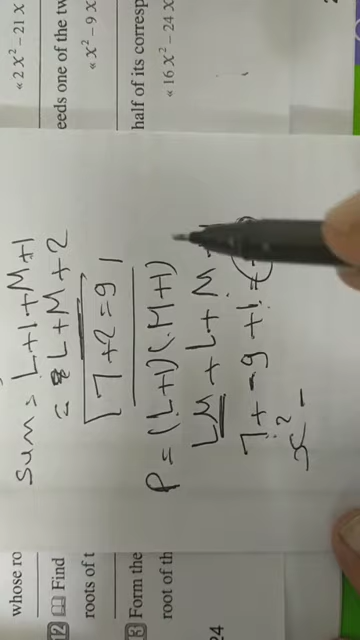 «2x²-21x
eeds one of the tw
«x²-9x
half of its corresp
«16x²-24x
Sum = L+1+M+1
= L+M+2
7+2=9
P = (L+1)(M+1)
LM+L+M
7+-9+1=
x²-
whose ro
12 Find
roots of t
13 Form the
root of th
24